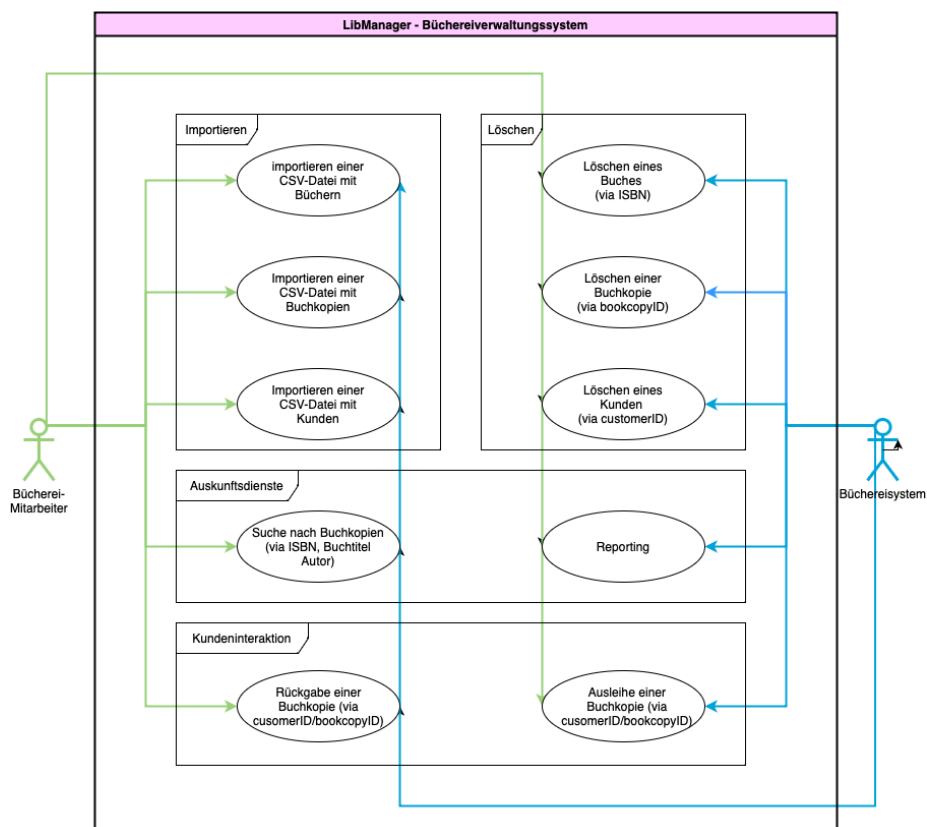 LibManager - Büchereiverwaltungssystem
Importieren
Löschen
importieren einer
CSV-Datei mit
Büchern
Löschen eines
Buches
(via ISBN)
Importieren einer
CSV-Datei mit
Buchkopien
Löschen einer
Buchkopie
(via bookcopyID)
Importieren einer
CSV-Datei mit
Kunden
Löschen eines
Kunden
(via customerID)
Bücherei-
Mitarbeiter
Büchereisystem
Auskunftsdienste
Suche nach Buchkopien
(via ISBN, Buchtitel
Autor)
Reporting
Kundeninteraktion
Rückgabe einer
Buchkopie (via
cusomerID/bookcopyID)
Ausleihe einer
Buchkopie (via
cusomerID/bookcopyID)